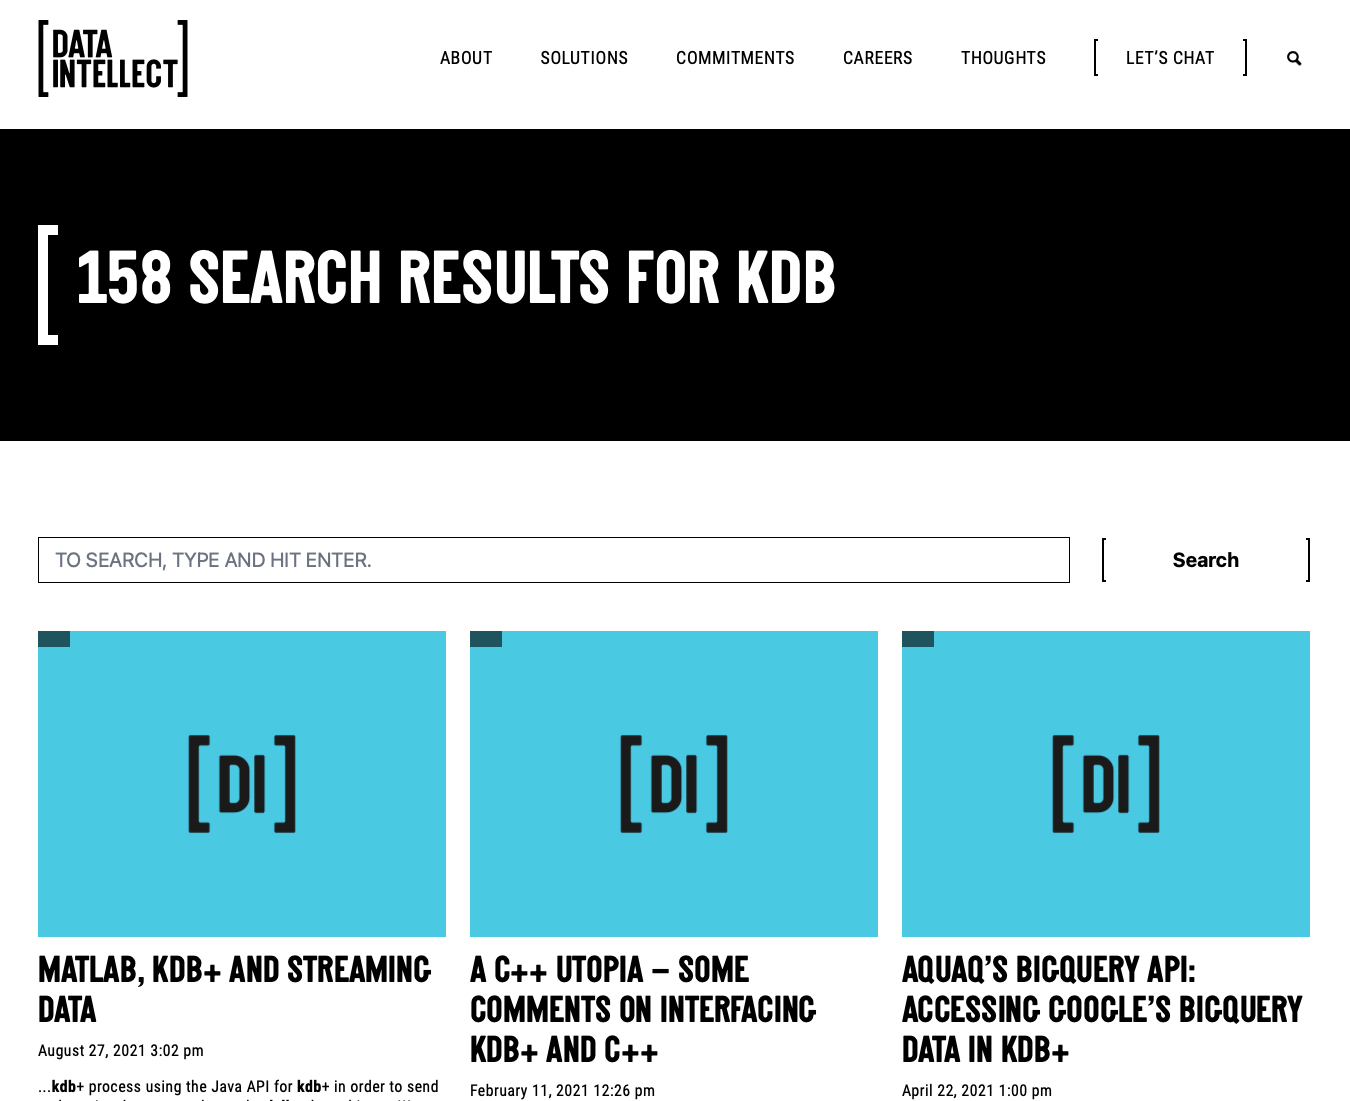 DATA
INTELLECT
ABOUT
SOLUTIONS
COMMITMENTS
CAREERS
THOUGHTS
LET’S CHAT
158 SEARCH RESULTS FOR KDB
TO SEARCH, TYPE AND HIT ENTER.
Search
DI
MATLAB, KDB+ AND STREAMING
DATA
August 27, 2021 3:02 pm
...kdb+ process using the Java API for kdb+ in order to send
DI
A C++ UTOPIA – SOME
COMMENTS ON INTERFACING
KDB+ AND C++
February 11, 2021 12:26 pm
DI
AQUAQ’S BIGQUERY API:
ACCESSING GOOGLE’S BIGQUERY
DATA IN KDB+
April 22, 2021 1:00 pm